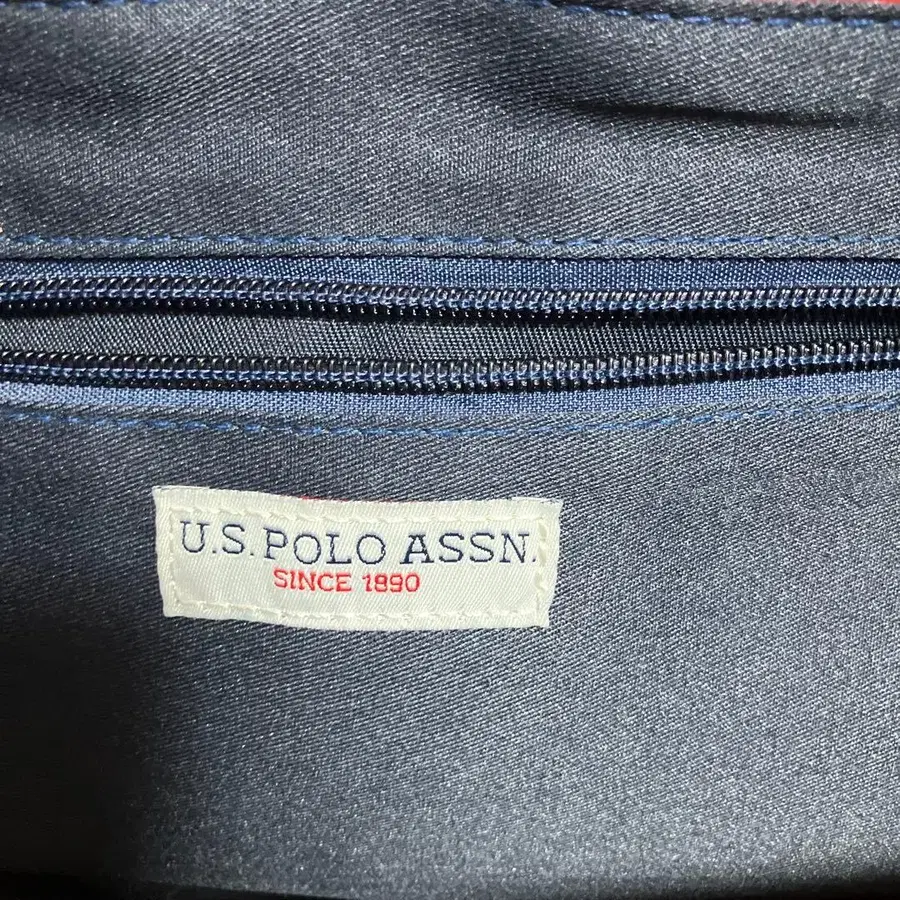 U.S. POLO ASSN.
SINCE 1890